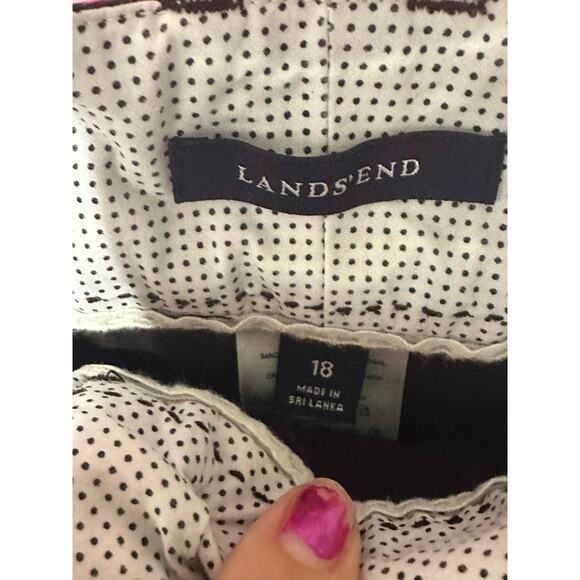 LANDS' END
18
MADE IN
SRI LANKA